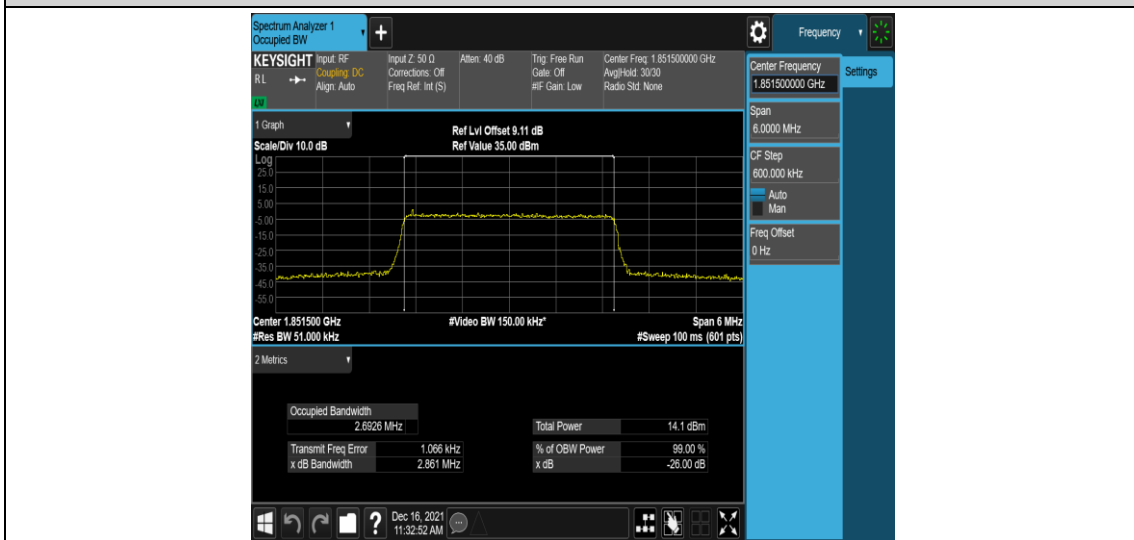 Spectrum Analyzer 1
Occupied BW
+
Frequency
KEYSIGHT
RL
Input: RF
Coupling: DC
Align: Auto
Input Z: 50 Ω
Corrections: Off
Freq Ref: Int (S)
Atten: 40 dB
Trig: Free Run
Gate: Off
#IF Gain: Low
Center Freq: 1.851500000 GHz
Avg|Hold: 30/30
Radio Std: None
Center Frequency
1.851500000 GHz
Settings
Span
6.0000 MHz
CF Step
600.000 kHz
Auto
Man
Freq Offset
0 Hz
1 Graph
Scale/Div 10.0 dB
Ref Lvl Offset 9.11 dB
Ref Value 35.00 dBm
Log
25.0
15.0
5.00
-5.00
-15.0
-25.0
-35.0
-45.0
-55.0
Center 1.851500 GHz
#Video BW 150.00 kHz*
Span 6 MHz
#Res BW 51.000 kHz
#Sweep 100 ms (601 pts)
2 Metrics
Occupied Bandwidth
2.6926 MHz
Total Power 14.1 dBm
Transmit Freq Error 1.066 kHz
% of OBW Power 99.00 %
x dB Bandwidth 2.861 MHz
x dB -26.00 dB
?
Dec 16, 2021
11:32:52 AM